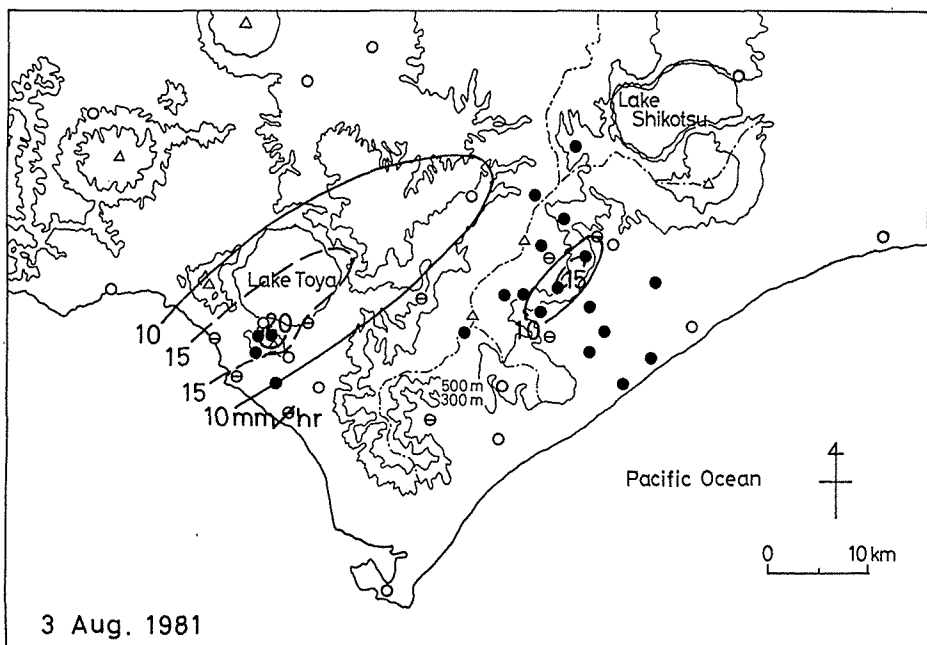 Lake
Shikotsu
Lake Toya
20
15
10
10
15
15
10 mm/hr
500 m
300 m
Pacific Ocean
4
0 10 km
3 Aug. 1981